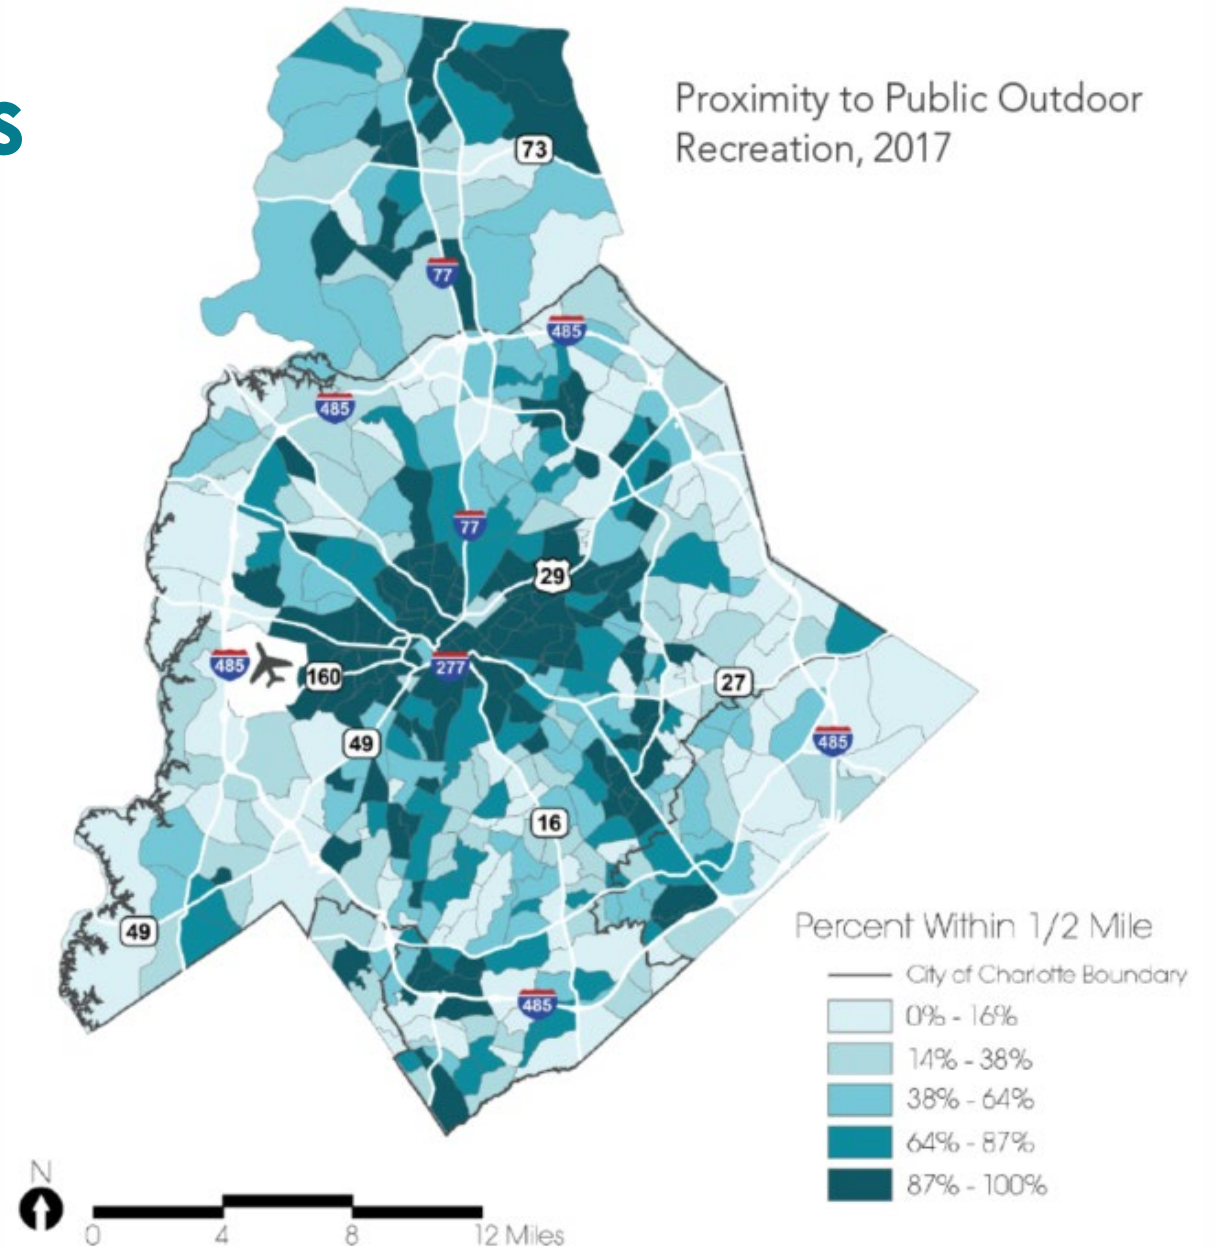 s
Proximity to Public Outdoor
Recreation, 2017
73
77
485
485
77
29
485
160
277
27
49
485
16
49
485
Percent Within 1/2 Mile
City of Charlotte Boundary
0% - 16%
14% - 38%
38% - 64%
64% - 87%
87% - 100%
N
0 4 8 12 Miles